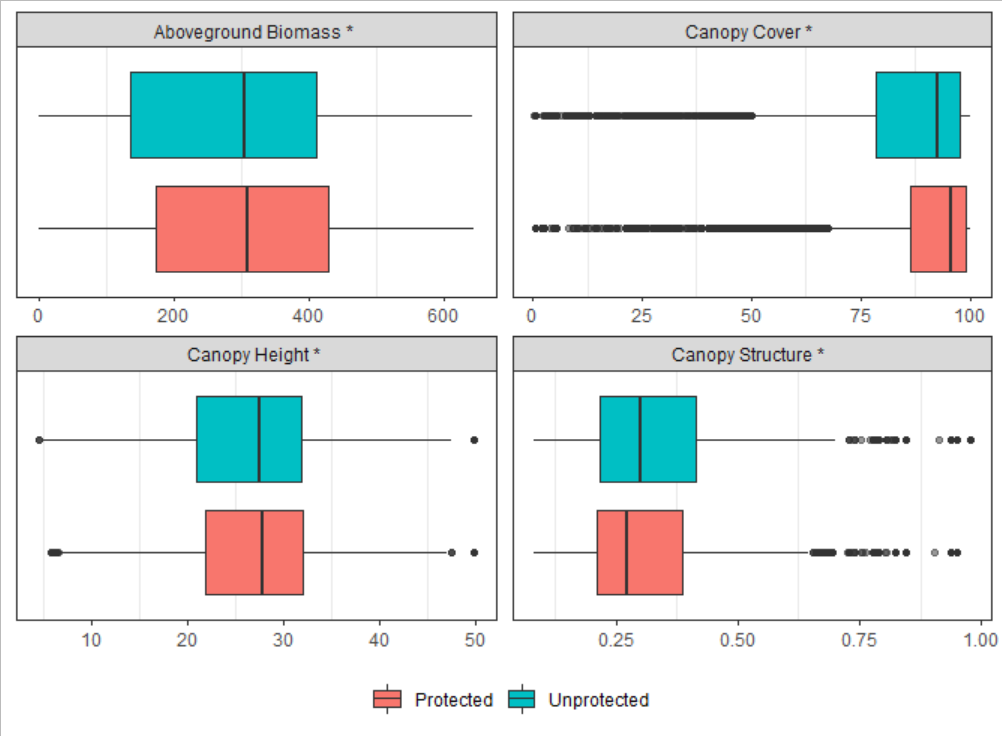 Aboveground Biomass *
Canopy Cover *
0 200 400 600
0 25 50 75 100
Canopy Height *
Canopy Structure *
10 20 30 40 50
0.25 0.50 0.75 1.00
Protected Unprotected